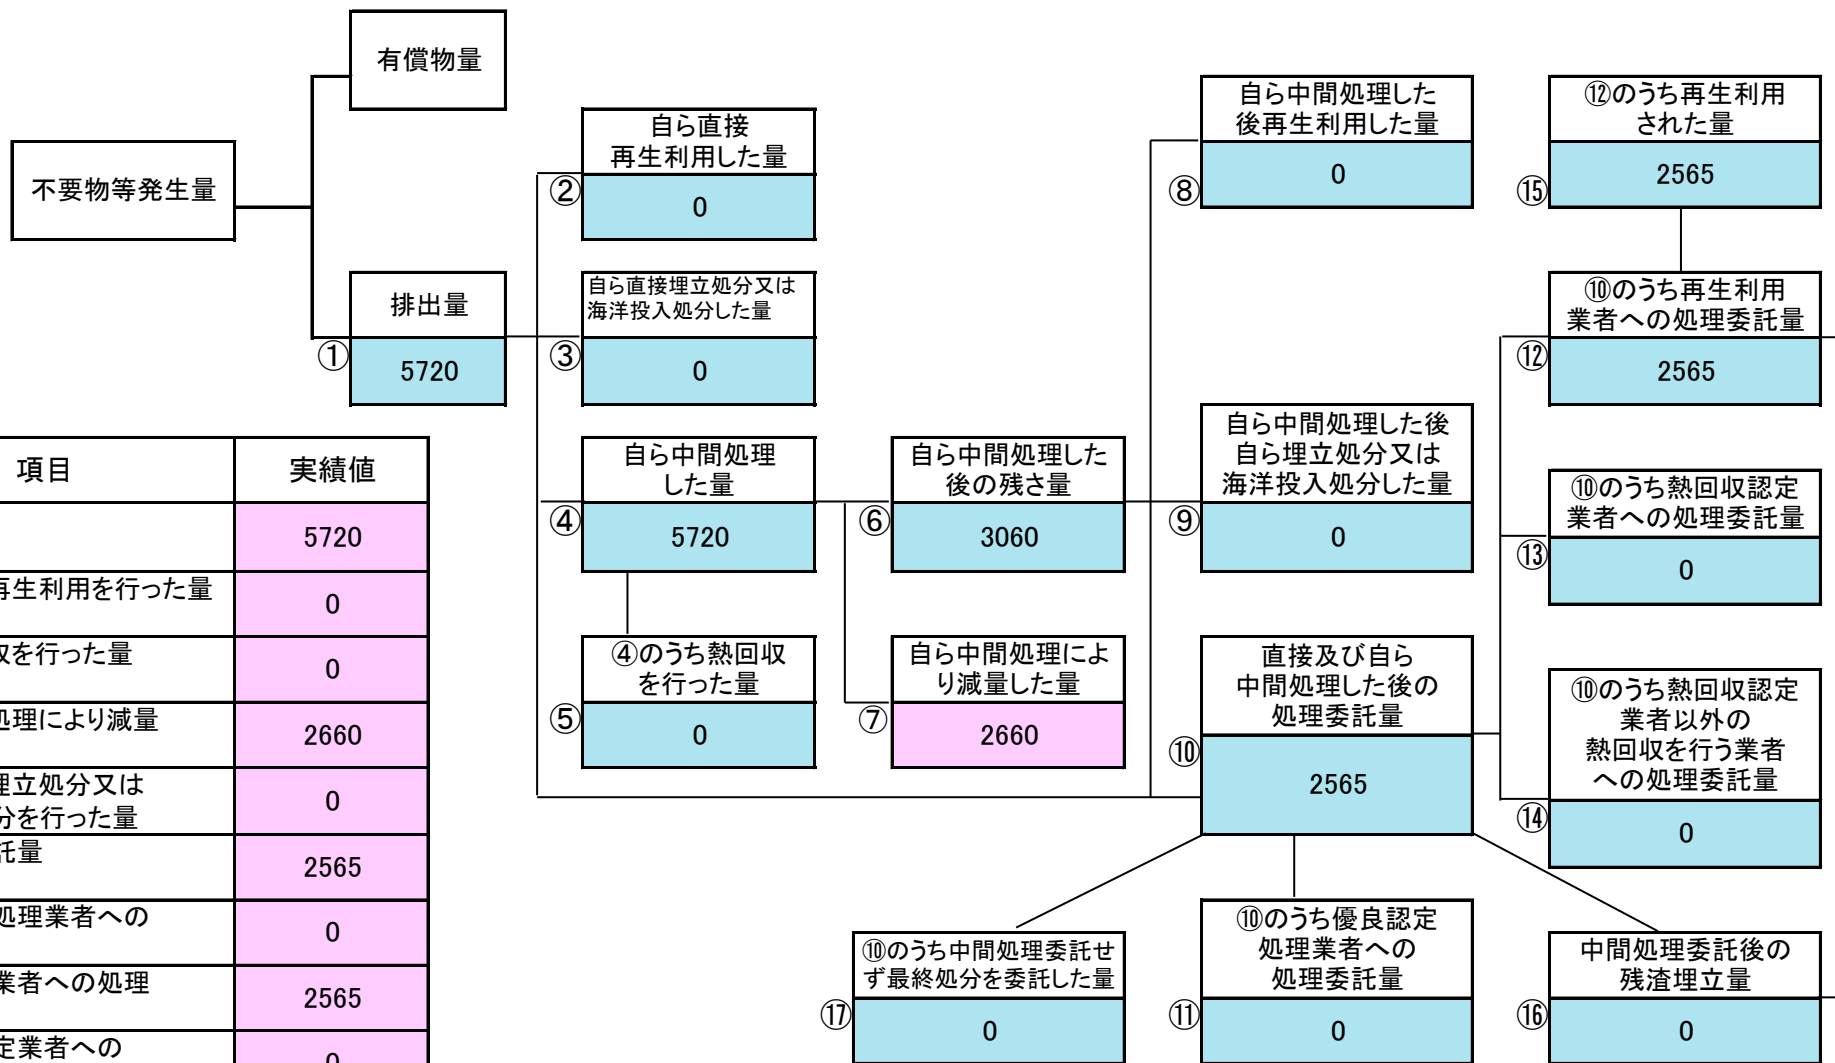 有償物量
不要物等発生量
排出量
①
5720
自ら直接
再生利用した量
②
0
自ら直接埋立処分又は
海洋投入処分した量
③
0
自ら中間処理
した量
④
5720
④のうち熱回収
を行った量
⑤
0
自ら中間処理した
後の残さ量
⑥
3060
自ら中間処理によ
り減量した量
⑦
2660
自ら中間処理した
後再生利用した量
⑧
0
自ら中間処理した後
自ら埋立処分又は
海洋投入処分した量
⑨
0
直接及び自ら
中間処理した後の
処理委託量
⑩
2565
⑫のうち再生利用
された量
⑮
2565
⑩のうち再生利用
業者への処理委託量
⑫
2565
⑩のうち熱回収認定
業者への処理委託量
⑬
0
⑩のうち熱回収認定
業者以外の
熱回収を行う業者
への処理委託量
⑭
0
⑩のうち中間処理委託せ
ず最終処分を委託した量
⑰
0
⑩のうち優良認定
処理業者への
処理委託量
⑪
0
中間処理委託後の
残渣埋立量
⑯
0
項目 実績値
5720
再生利用を行った量
0
を行った量
0
処理により減量
2660
埋立処分又は
分を行った量
0
託量
2565
処理業者への
0
業者への処理
2565
定業者への
0